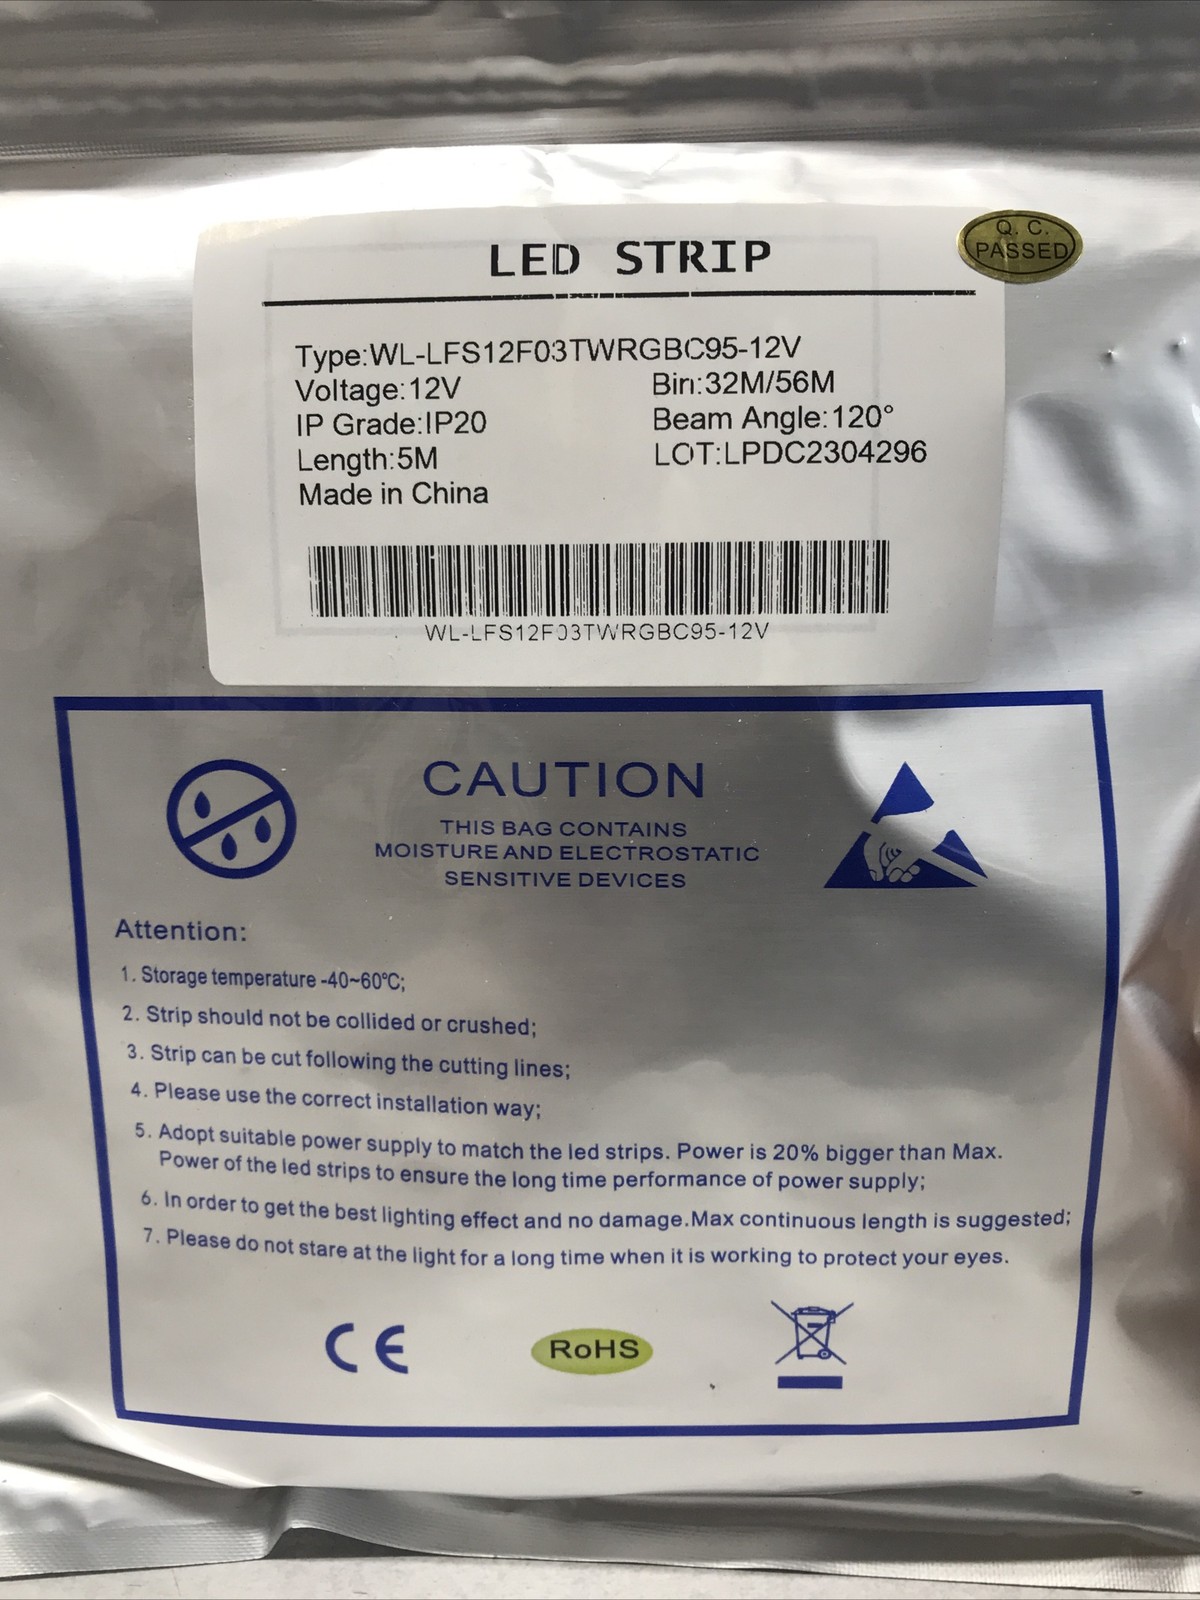 LED STRIP
Q. C.
PASSED
Type:WL-LFS12F03TWRGBC95-12V
Voltage:12V
Bin:32M/56M
IP Grade:IP20
Beam Angle:120°
Length:5M
LOT:LPDC2304296
Made in China
WL-LFS12F03TWRGBC95-12V
CAUTION
THIS BAG CONTAINS
MOISTURE AND ELECTROSTATIC
SENSITIVE DEVICES
Attention:
1. Storage temperature -40~60℃;
2. Strip should not be collided or crushed;
3. Strip can be cut following the cutting lines;
4. Please use the correct installation way;
5. Adopt suitable power supply to match the led strips. Power is 20% bigger than Max.
Power of the led strips to ensure the long time performance of power supply;
6. In order to get the best lighting effect and no damage.Max continuous length is suggested;
7. Please do not stare at the light for a long time when it is working to protect your eyes.
CE
RoHS